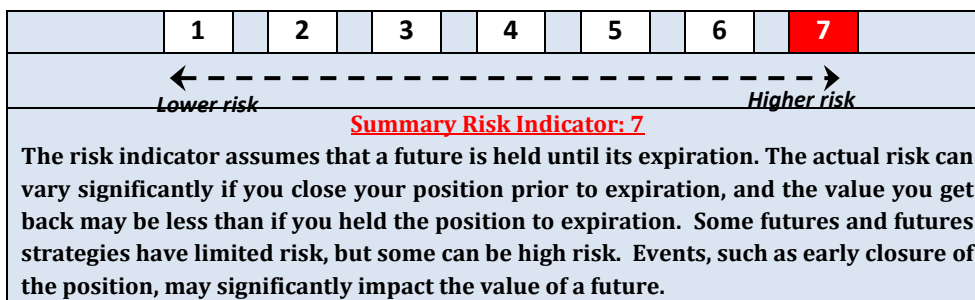 1 2 3 4 5 6 7
Lower risk Higher risk
Summary Risk Indicator: 7
The risk indicator assumes that a future is held until its expiration. The actual risk can
vary significantly if you close your position prior to expiration, and the value you get
back may be less than if you held the position to expiration. Some futures and futures
strategies have limited risk, but some can be high risk. Events, such as early closure of
the position, may significantly impact the value of a future.